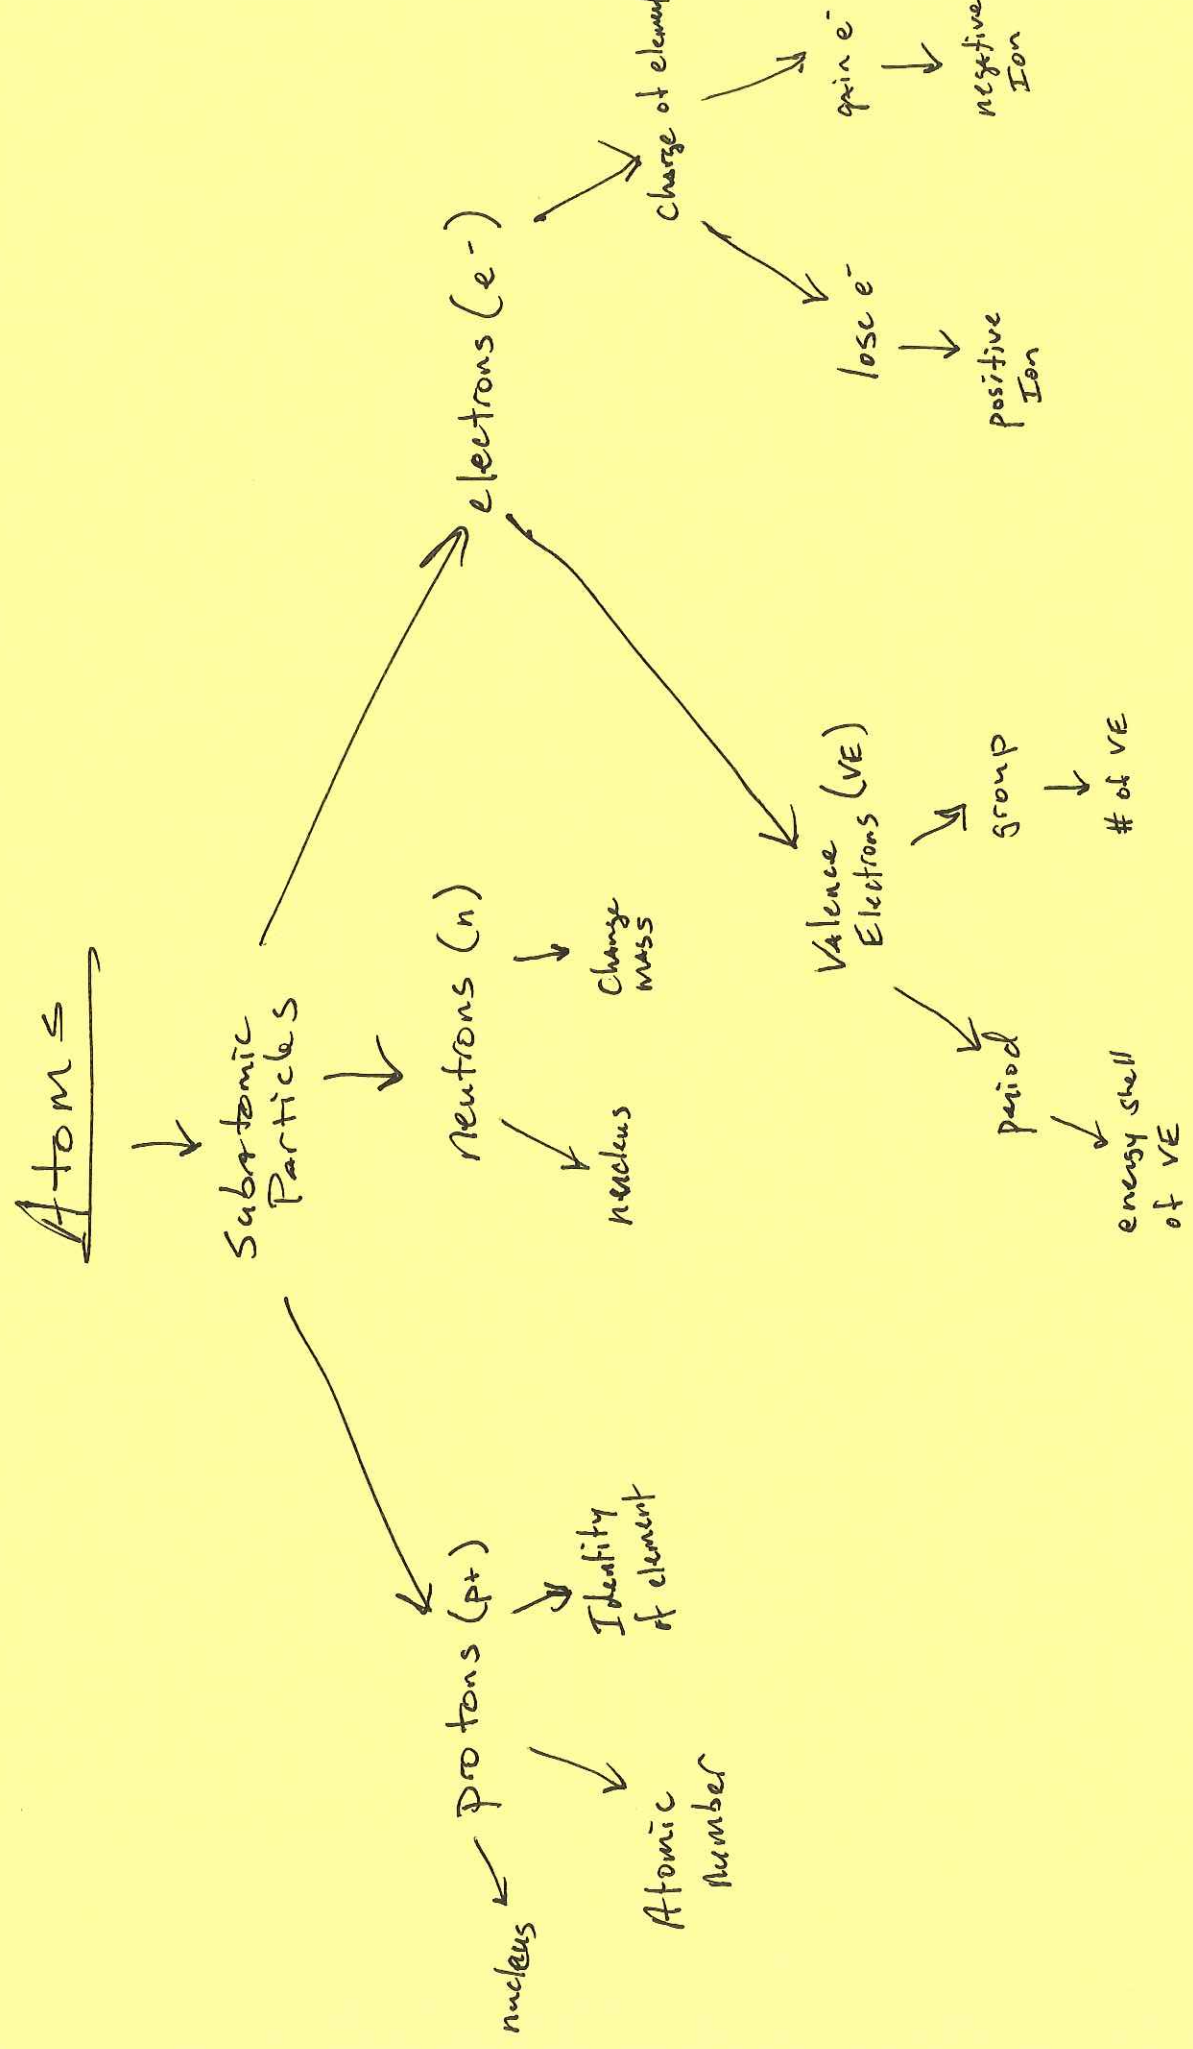 Atoms
Subatomic
Particles
protons (p+)
neutrons (n)
electrons (e-)
nucleus
Atomic
number
Identity
of element
nucleus
change
mass
charge of element
Valence
Electrons (VE)
lose e-
gain e-
positive
Ion
negative
Ion
period
group
energy shell
of VE
# of VE